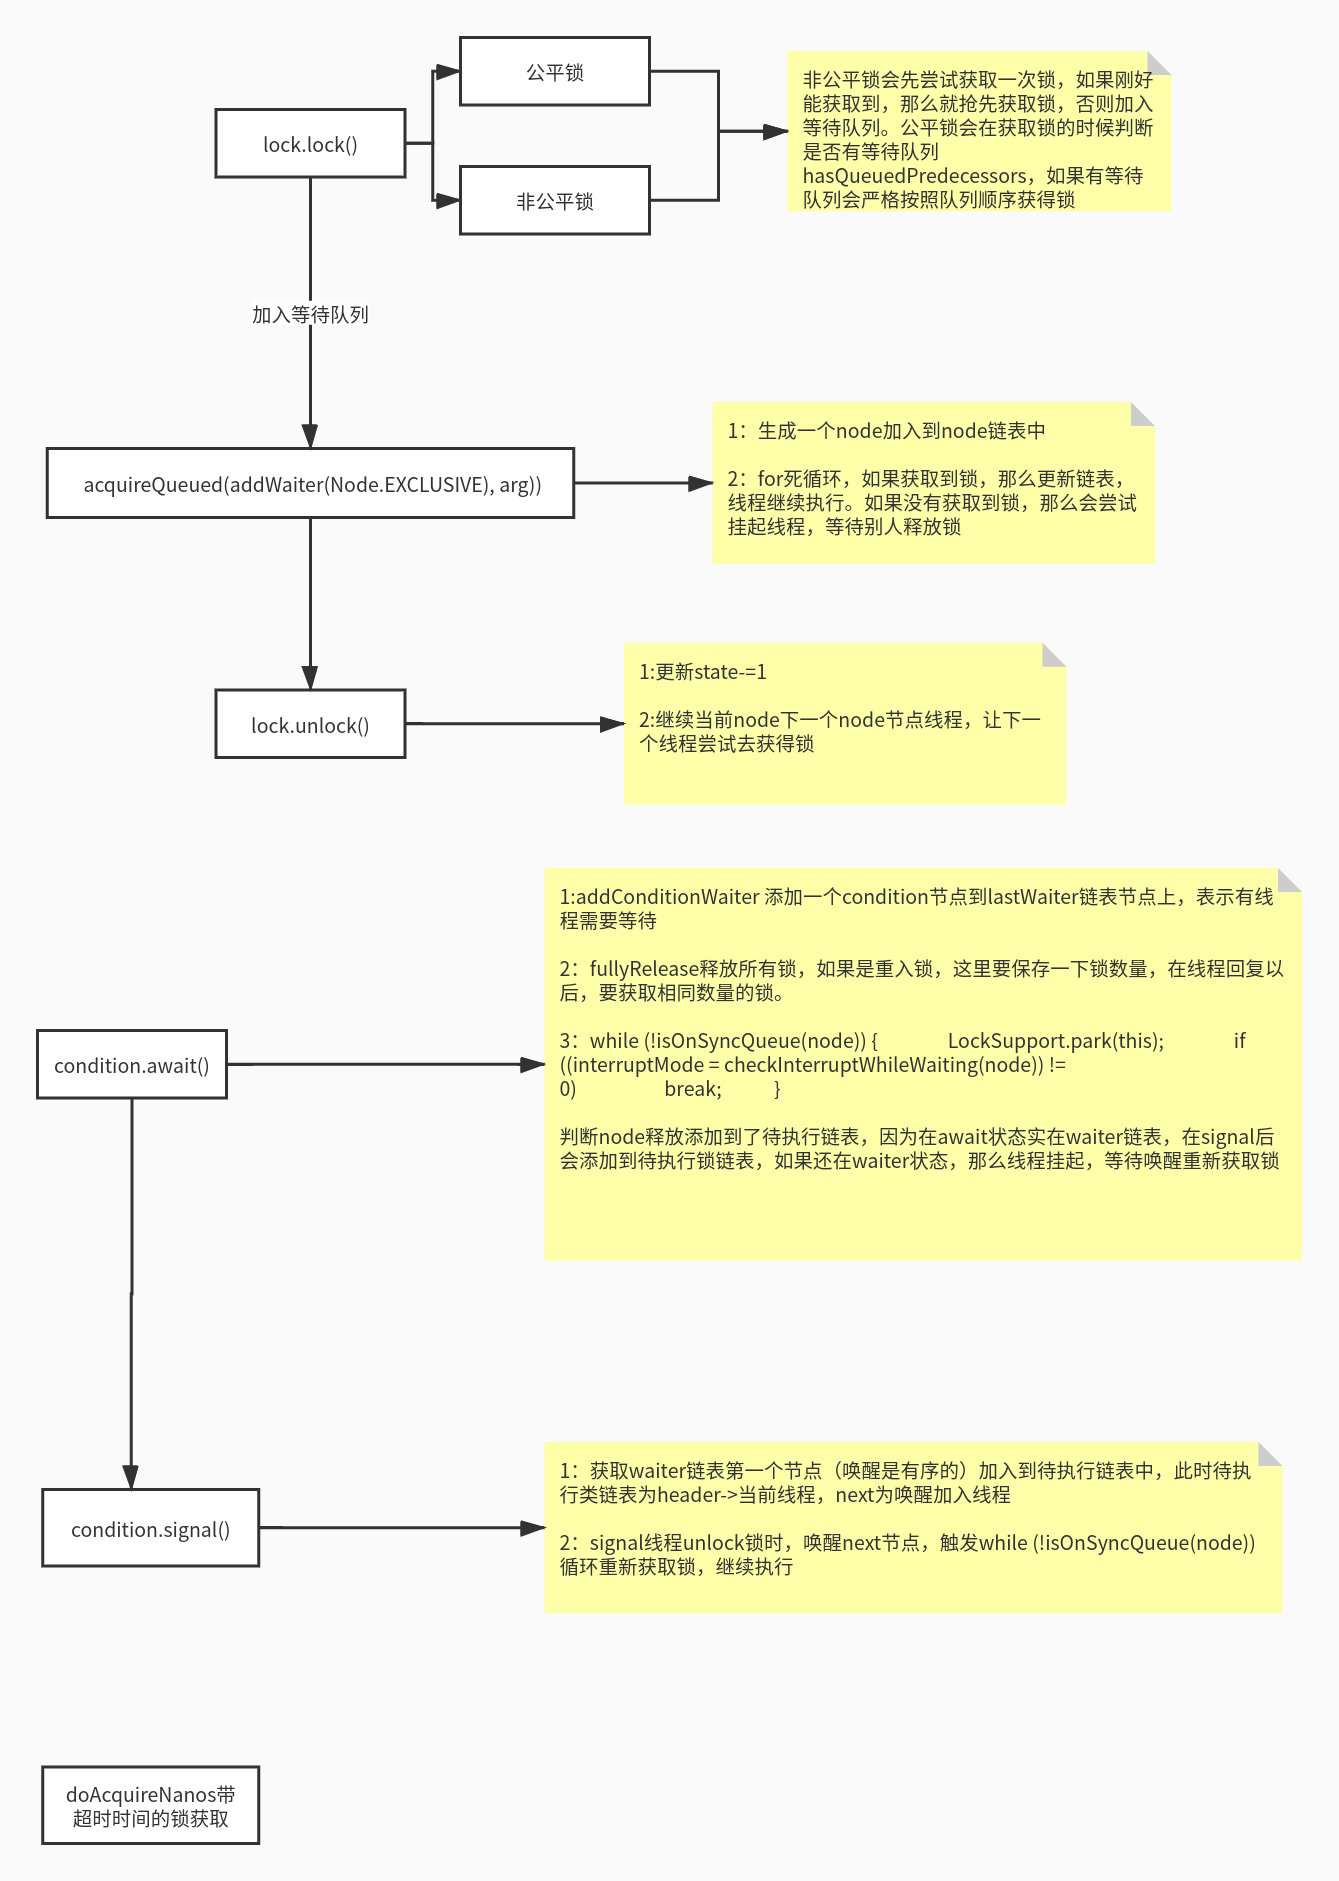 公平锁
非公平锁会先尝试获取一次锁，如果刚好
能获取到，那么就抢先获取锁，否则加入
等待队列。公平锁会在获取锁的时候判断
是否有等待队列
hasQueuedPredecessors，如果有等待
队列会严格按照队列顺序获得锁
lock.lock()
非公平锁
加入等待队列
acquireQueued(addWaiter(Node.EXCLUSIVE), arg))
1：生成一个node加入到node链表中
2：for死循环，如果获取到锁，那么更新链表，
线程继续执行。如果没有获取到锁，那么会尝试
挂起线程，等待别人释放锁
lock.unlock()
1:更新state-=1
2:继续当前node下一个node节点线程，让下一
个线程尝试去获得锁
condition.await()
1:addConditionWaiter 添加一个condition节点到lastWaiter链表节点上，表示有线
程需要等待
2：fullyRelease释放所有锁，如果是重入锁，这里要保存一下锁数量，在线程回复以
后，要获取相同数量的锁。
3：while (!isOnSyncQueue(node)) {                LockSupport.park(this);                if
((interruptMode = checkInterruptWhileWaiting(node)) !=
0)                    break;            }
判断node释放添加到了待执行链表，因为在await状态实在waiter链表，在signal后
会添加到待执行锁链表，如果还在waiter状态，那么线程挂起，等待唤醒重新获取锁
condition.signal()
1：获取waiter链表第一个节点（唤醒是有序的）加入到待执行链表中，此时待执
行类链表为header->当前线程，next为唤醒加入线程
2：signal线程unlock锁时，唤醒next节点，触发while (!isOnSyncQueue(node))
循环重新获取锁，继续执行
doAcquireNanos带
超时时间的锁获取